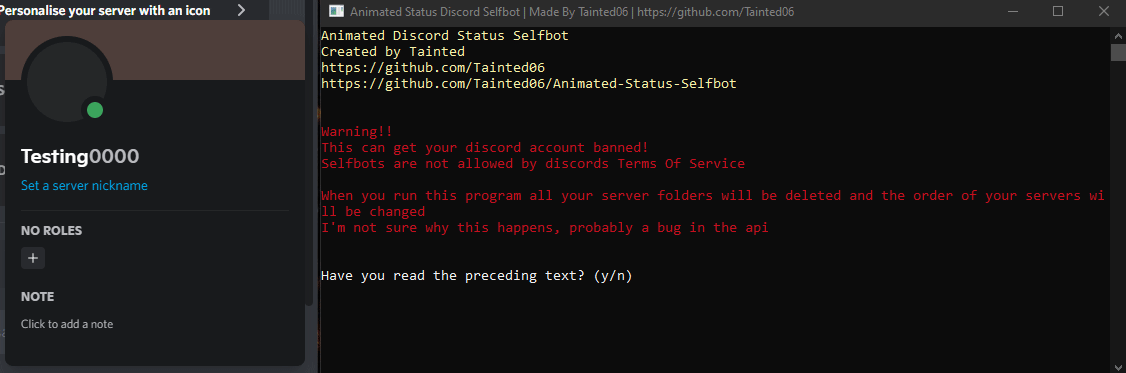 Personalise your server with an icon
Testing0000
Set a server nickname
NO ROLES
+
NOTE
Click to add a note
Animated Status Discord Selfbot | Made By Tainted06 | https://github.com/Tainted06
Animated Discord Status Selfbot
Created by Tainted
https://github.com/Tainted06
https://github.com/Tainted06/Animated-Status-Selfbot
Warning!!
This can get your discord account banned!
Selfbots are not allowed by discords Terms Of Service
When you run this program all your server folders will be deleted and the order of your servers wi
ll be changed
I'm not sure why this happens, probably a bug in the api
Have you read the preceding text? (y/n)